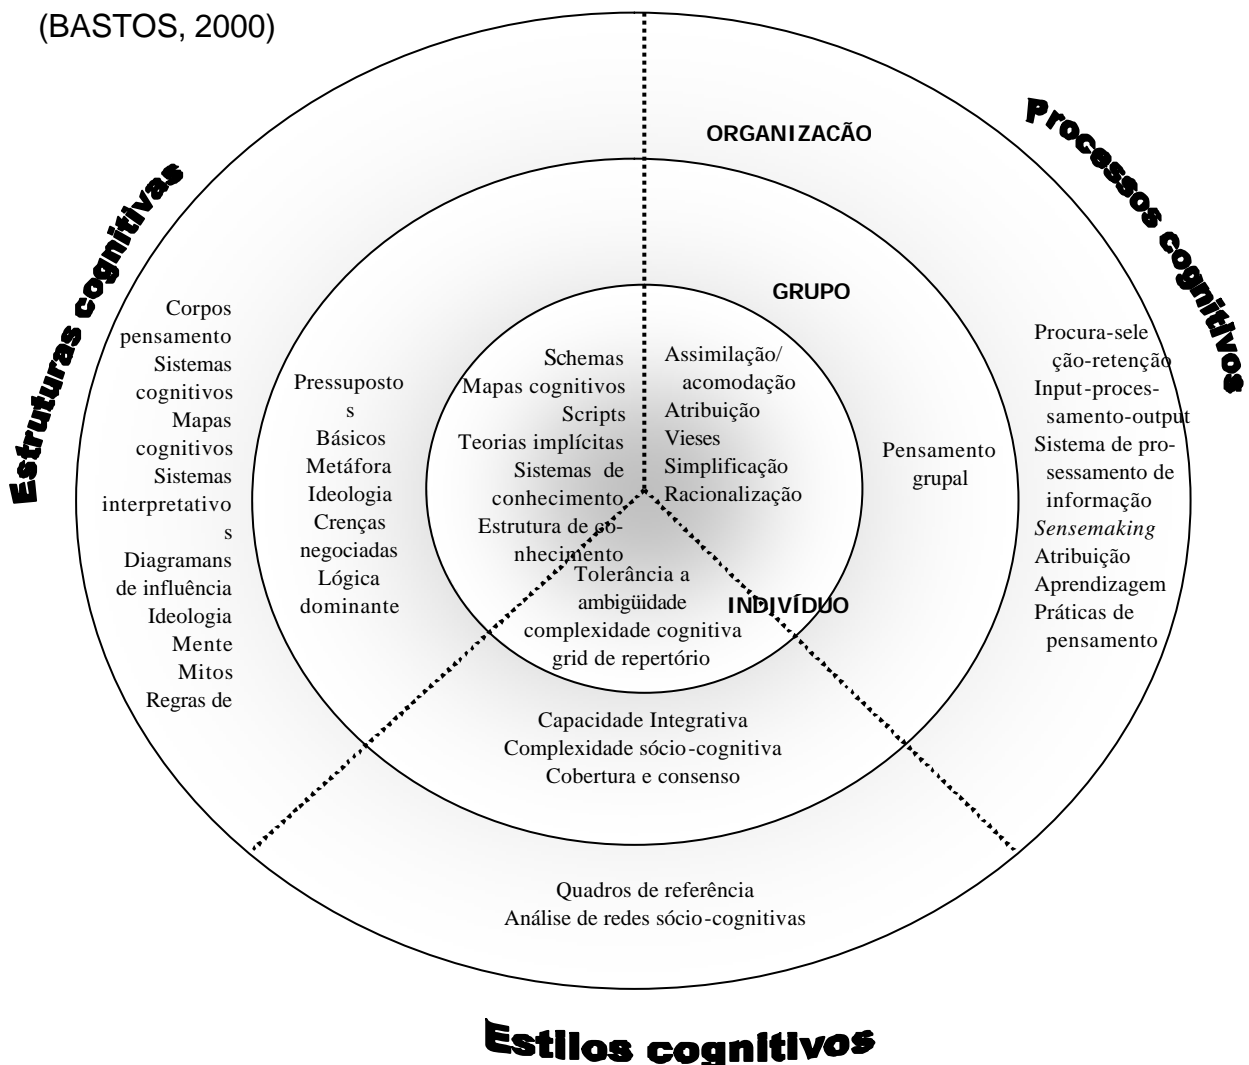 (BASTOS, 2000)
Estruturas cognitivas
Processos cognitivos
ORGANIZACÃO
GRUPO
INDIVÍDUO
Corpos
pensamento
Sistemas
cognitivos
Mapas
cognitivos
Sistemas
interpretativo
s
Diagramans
de influência
Ideologia
Mente
Mitos
Regras de
Pressuposto
s
Básicos
Metáfora
Ideologia
Crenças
negociadas
Lógica
dominante
Schemas
Mapas cognitivos
Scripts
Teorias implícitas
Sistemas de
conhecimento
Estrutura de co-
nhecimento
Assimilação/
acomodação
Atribuição
Vieses
Simplificação
Racionalização
Pensamento
grupal
Procura-sele
ção-retenção
Input-proces-
samento-output
Sistema de pro-
sessamento de
informação
Sensemaking
Atribuição
Aprendizagem
Práticas de
pensamento
Tolerância a
ambigüidade
complexidade cognitiva
grid de repertório
Capacidade Integrativa
Complexidade sócio-cognitiva
Cobertura e consenso
Quadros de referência
Análise de redes sócio-cognitivas
Estilos cognitivos